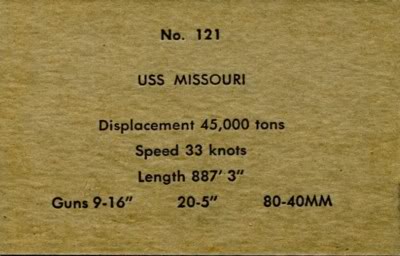 No. 121
USS MISSOURI
Displacement 45,000 tons
Speed 33 knots
Length 887' 3"
Guns 9-16" 20-5" 80-40MM